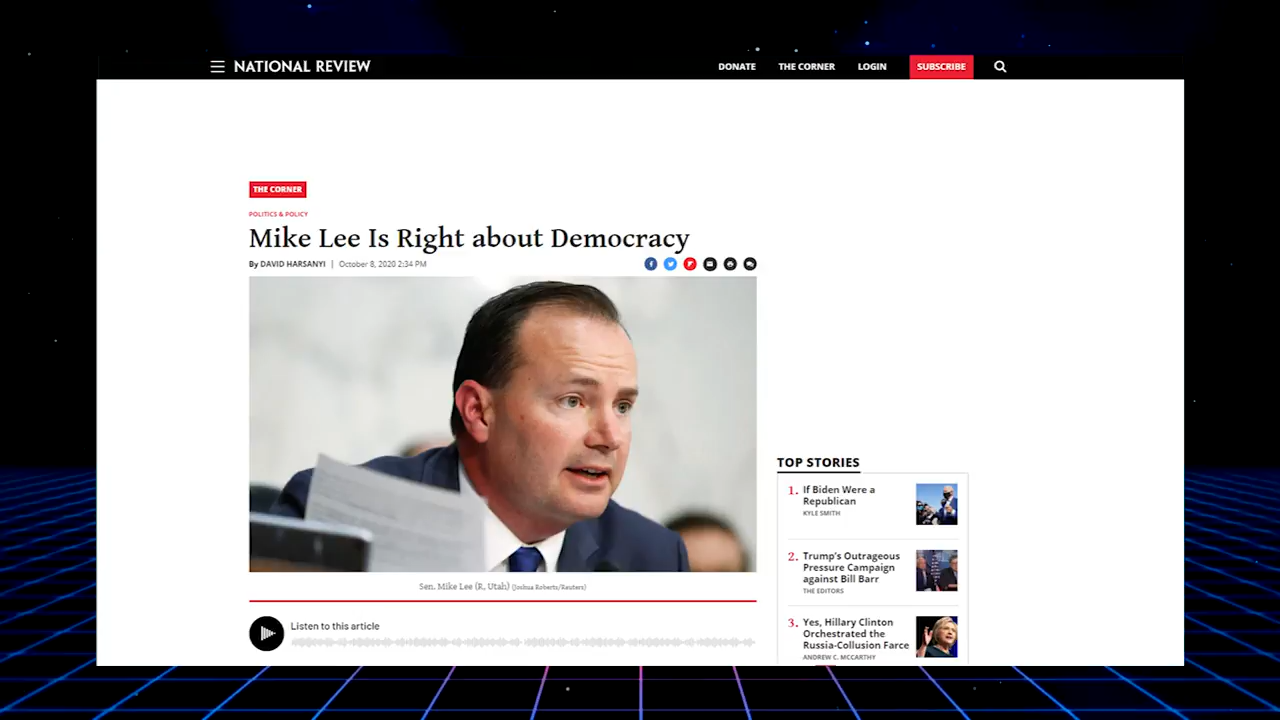 NATIONAL REVIEW
DONATE
THE CORNER
LOGIN
SUBSCRIBE
THE CORNER
POLITICS & POLICY
Mike Lee Is Right about Democracy
By DAVID HARSANYI | October 8, 2020 2:34 PM
Sen. Mike Lee (R, Utah) (Joshua Roberts/Reuters)
Listen to this article
TOP STORIES
1. If Biden Were a
Republican
KYLE SMITH
2. Trump's Outrageous
Pressure Campaign
against Bill Barr
THE EDITORS
3. Yes, Hillary Clinton
Orchestrated the
Russia-Collusion Farce
ANDREW C. MCCARTHY